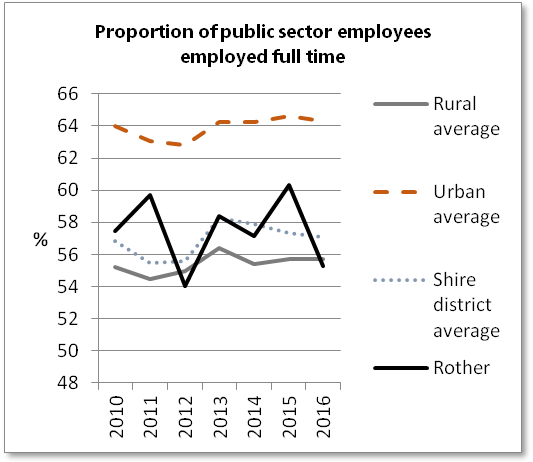 Proportion of public sector employees
employed full time
66
64
62
60
58
56
54
52
50
48
%
2010
2011
2012
2013
2014
2015
2016
Rural
average
Urban
average
Shire
district
average
Rother